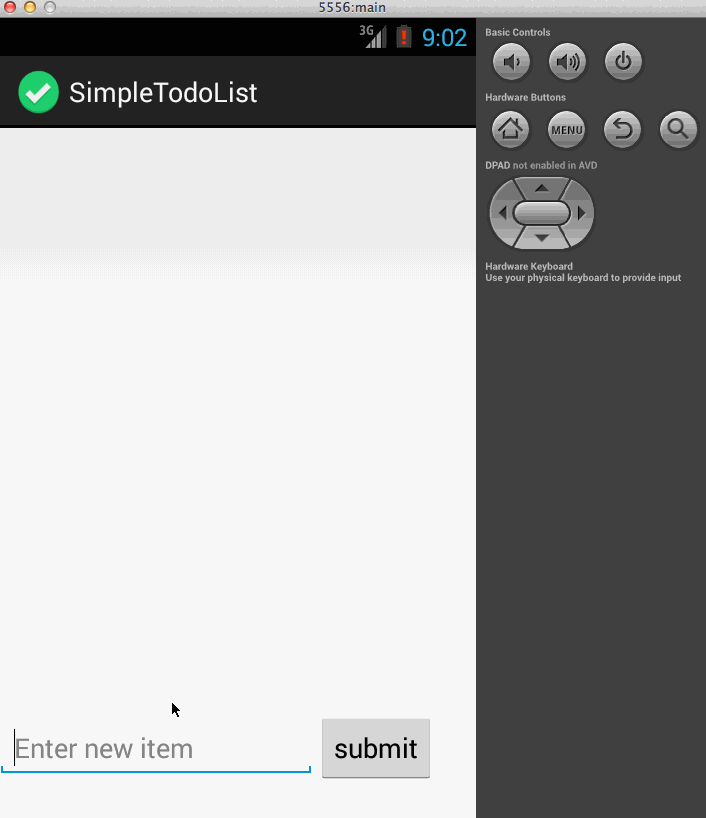 5556:main
3G
9:02
SimpleTodoList
Enter new item
submit
Basic Controls
Hardware Buttons
MENU
DPAD not enabled in AVD
Hardware Keyboard
Use your physical keyboard to provide input